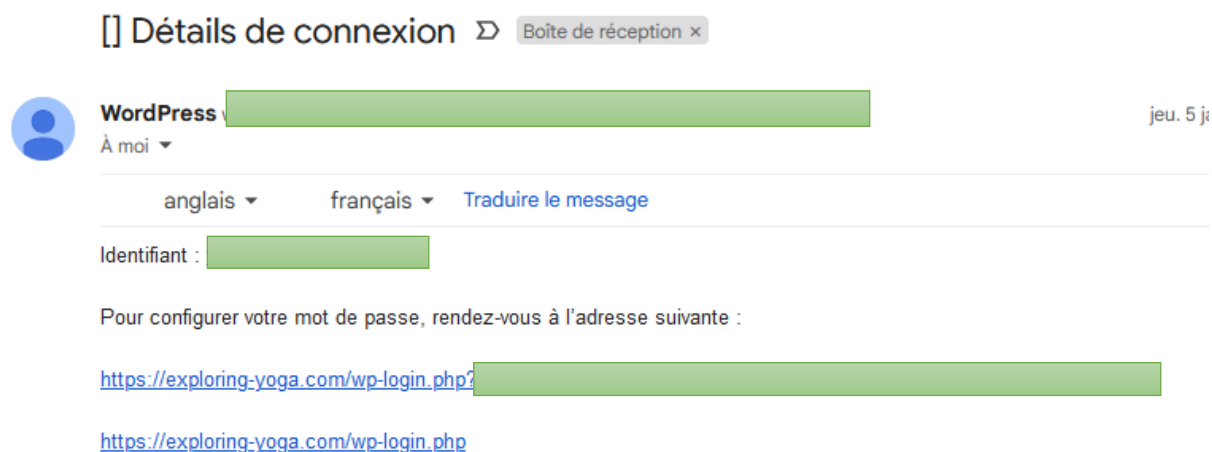 [] Détails de connexion Boîte de réception ×
WordPress
jeu. 5
À moi
anglais français Traduire le message
Identifiant :
Pour configurer votre mot de passe, rendez-vous à l'adresse suivante :
https://exploring-yoga.com/wp-login.php?
https://exploring-yoga.com/wp-login.php